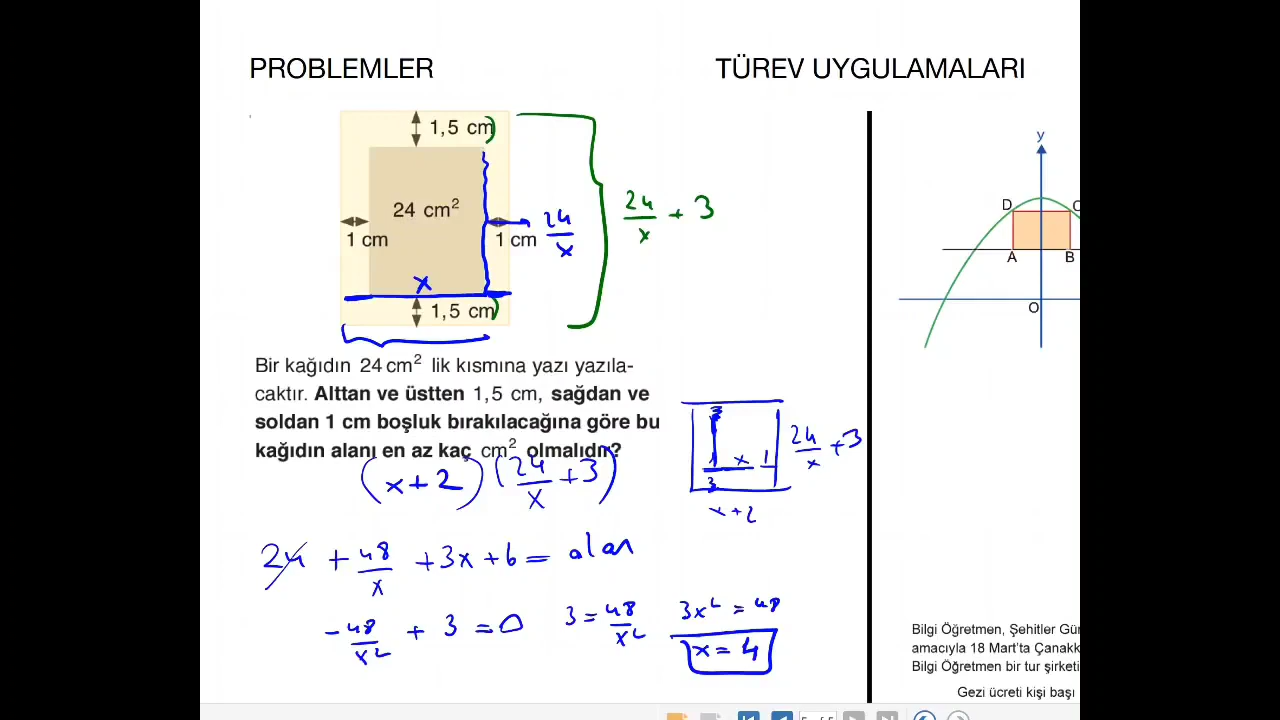 PROBLEMLER
TÜREV UYGULAMALARI
1,5 cm
24 cm²
1 cm
1 cm
24/x
x
1,5 cm
24/x + 3
Bir kağıdın 24 cm² lik kısmına yazı yazıla-
caktır. Alttan ve üstten 1,5 cm, sağdan ve
soldan 1 cm boşluk bırakılacağına göre bu
kağıdın alanı en az kaç cm² olmalıdır?
(x+2) (24/x + 3)
x 1
24/x + 3
x+2
24 + 48/x + 3x + 6 = alan
-48/x² + 3 = 0
3 = 48/x²
3x² = 48
x = 4
y
D C
A B
O
Bilgi Öğretmen, Şehitler Gü
amacıyla 18 Mart'ta Çanakk
Bilgi Öğretmen bir tur şirketi
Gezi ücreti kişi başı